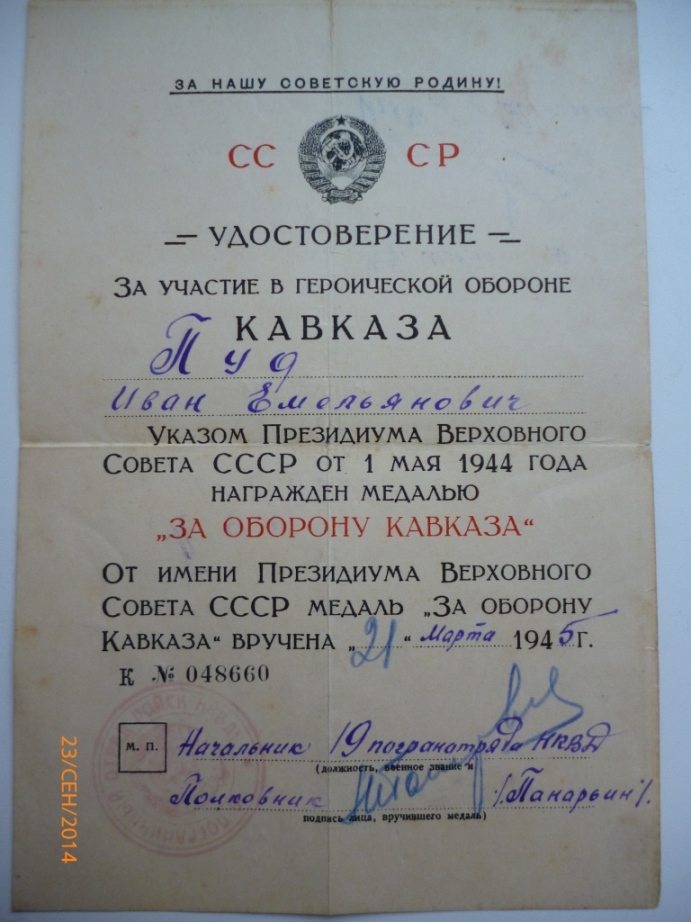 ЗА НАШУ СОВЕТСКУЮ РОДИНУ!
СС СР
УДОСТОВЕРЕНИЕ
ЗА УЧАСТИЕ В ГЕРОИЧЕСКОЙ ОБОРОНЕ
КАВКАЗА
Пуд
Иван Емельянович
УКАЗОМ ПРЕЗИДИУМА ВЕРХОВНОГО
СОВЕТА СССР ОТ 1 МАЯ 1944 ГОДА
НАГРАЖДЕН МЕДАЛЬЮ
„ЗА ОБОРОНУ КАВКАЗА“
ОТ ИМЕНИ ПРЕЗИДИУМА ВЕРХОВНОГО
СОВЕТА СССР МЕДАЛЬ „ЗА ОБОРОНУ
КАВКАЗА“ ВРУЧЕНА „21“ марта 1945 Г.
К № 048660
М. П. Начальник 19 погранотряда НКВД
(должность, военное звание и
Полковник /Панарьин/.
подпись лица, вручившего медаль)
23/СЕН/2014